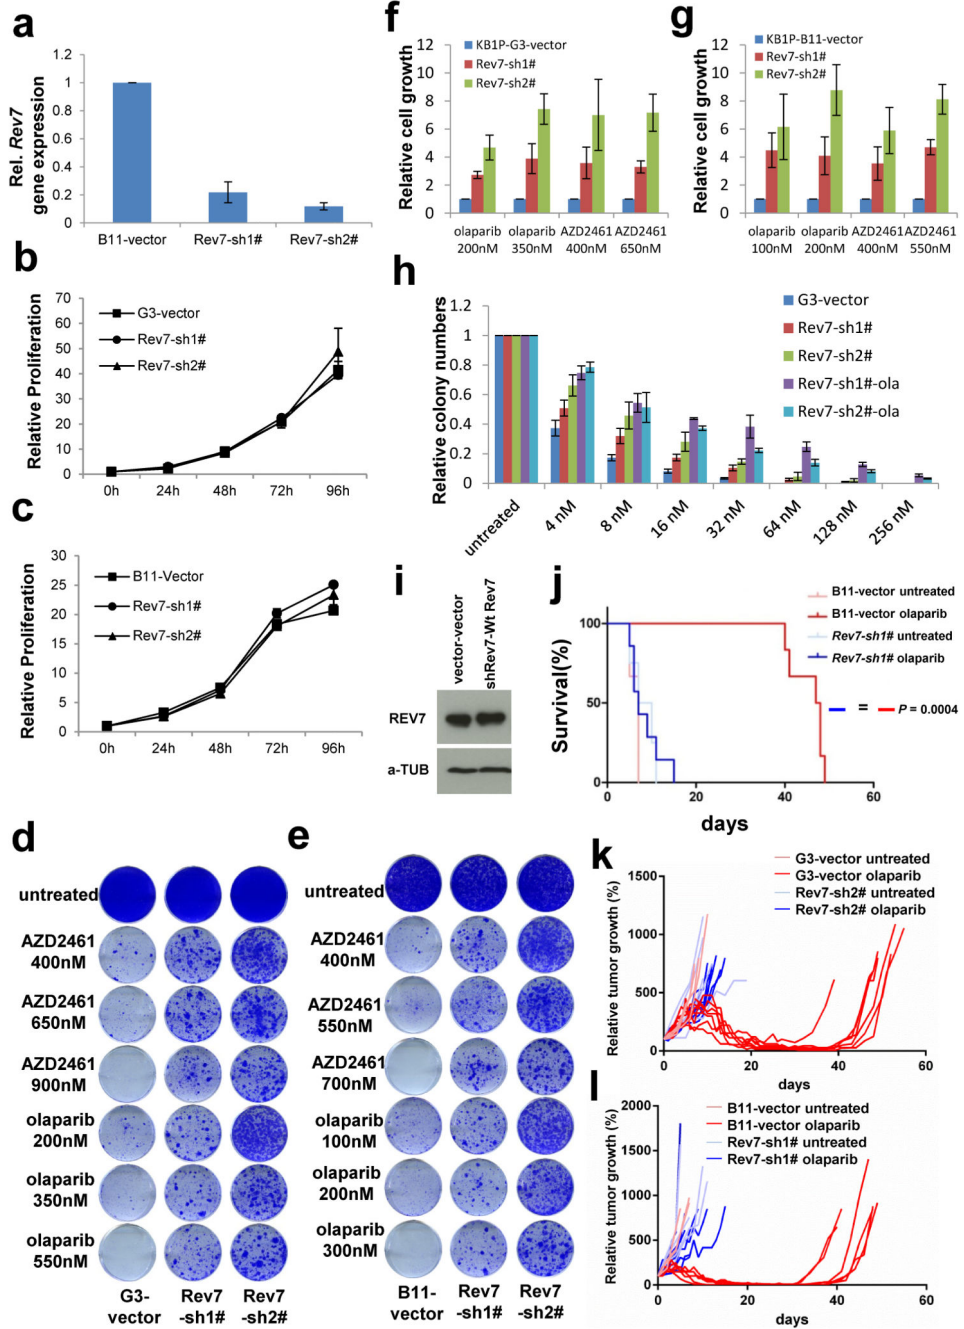 a
Rel. Rev7
gene expression
1.2
1
0.8
0.6
0.4
0.2
0
B11-vector Rev7-sh1# Rev7-sh2#
b
Relative Proliferation
70
60
50
40
30
20
10
0
G3-vector
Rev7-sh1#
Rev7-sh2#
0h 24h 48h 72h 96h
c
Relative Proliferation
30
25
20
15
10
5
0
B11-Vector
Rev7-sh1#
Rev7-sh2#
0h 24h 48h 72h 96h
d
untreated
AZD2461
400nM
AZD2461
650nM
AZD2461
900nM
olaparib
200nM
olaparib
350nM
olaparib
550nM
G3-
vector
Rev7
-sh1#
Rev7
-sh2#
e
untreated
AZD2461
400nM
AZD2461
550nM
AZD2461
700nM
olaparib
100nM
olaparib
200nM
olaparib
300nM
B11-
vector
Rev7
-sh1#
Rev7
-sh2#
f
Relative cell growth
12
10
8
6
4
2
0
KB1P-G3-vector
Rev7-sh1#
Rev7-sh2#
olaparib olaparib AZD2461 AZD2461
200nM 350nM 400nM 650nM
g
Relative cell growth
12
10
8
6
4
2
0
KB1P-B11-vector
Rev7-sh1#
Rev7-sh2#
olaparib olaparib AZD2461 AZD2461
100nM 200nM 400nM 550nM
h
Relative colony numbers
1.2
1
0.8
0.6
0.4
0.2
0
G3-vector
Rev7-sh1#
Rev7-sh2#
Rev7-sh1#-ola
Rev7-sh2#-ola
untreated 4 nM 8 nM 16 nM 32 nM 64 nM 128 nM 256 nM
i
vector-vector
shRev7-Wt Rev7
REV7
a-TUB
j
Survival(%)
100
50
0
B11-vector untreated
B11-vector olaparib
Rev7-sh1# untreated
Rev7-sh1# olaparib
= P = 0.0004
0 20 40 60
days
k
Relative tumor growth (%)
1500
1000
500
0
G3-vector untreated
G3-vector olaparib
Rev7-sh2# untreated
Rev7-sh2# olaparib
0 20 40 60
days
l
Relative tumor growth (%)
2000
1500
1000
500
0
B11-vector untreated
B11-vector olaparib
Rev7-sh1# untreated
Rev7-sh1# olaparib
0 20 40 60
days